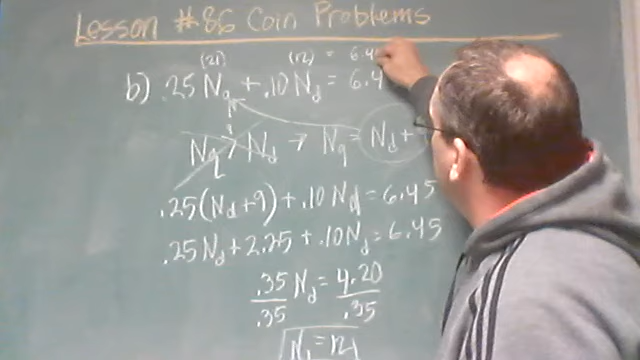 Lesson #86 Coin Problems
(21) (12) = 6.4
b) .25 Nq + .10 Nd = 6.4
Nq > Nd → Nq = Nd +
.25(Nd + 9) + .10 Nd = 6.45
.25 Nd + 2.25 + .10 Nd = 6.45
.35 Nd = 4.20
.35 .35
Nd = 12